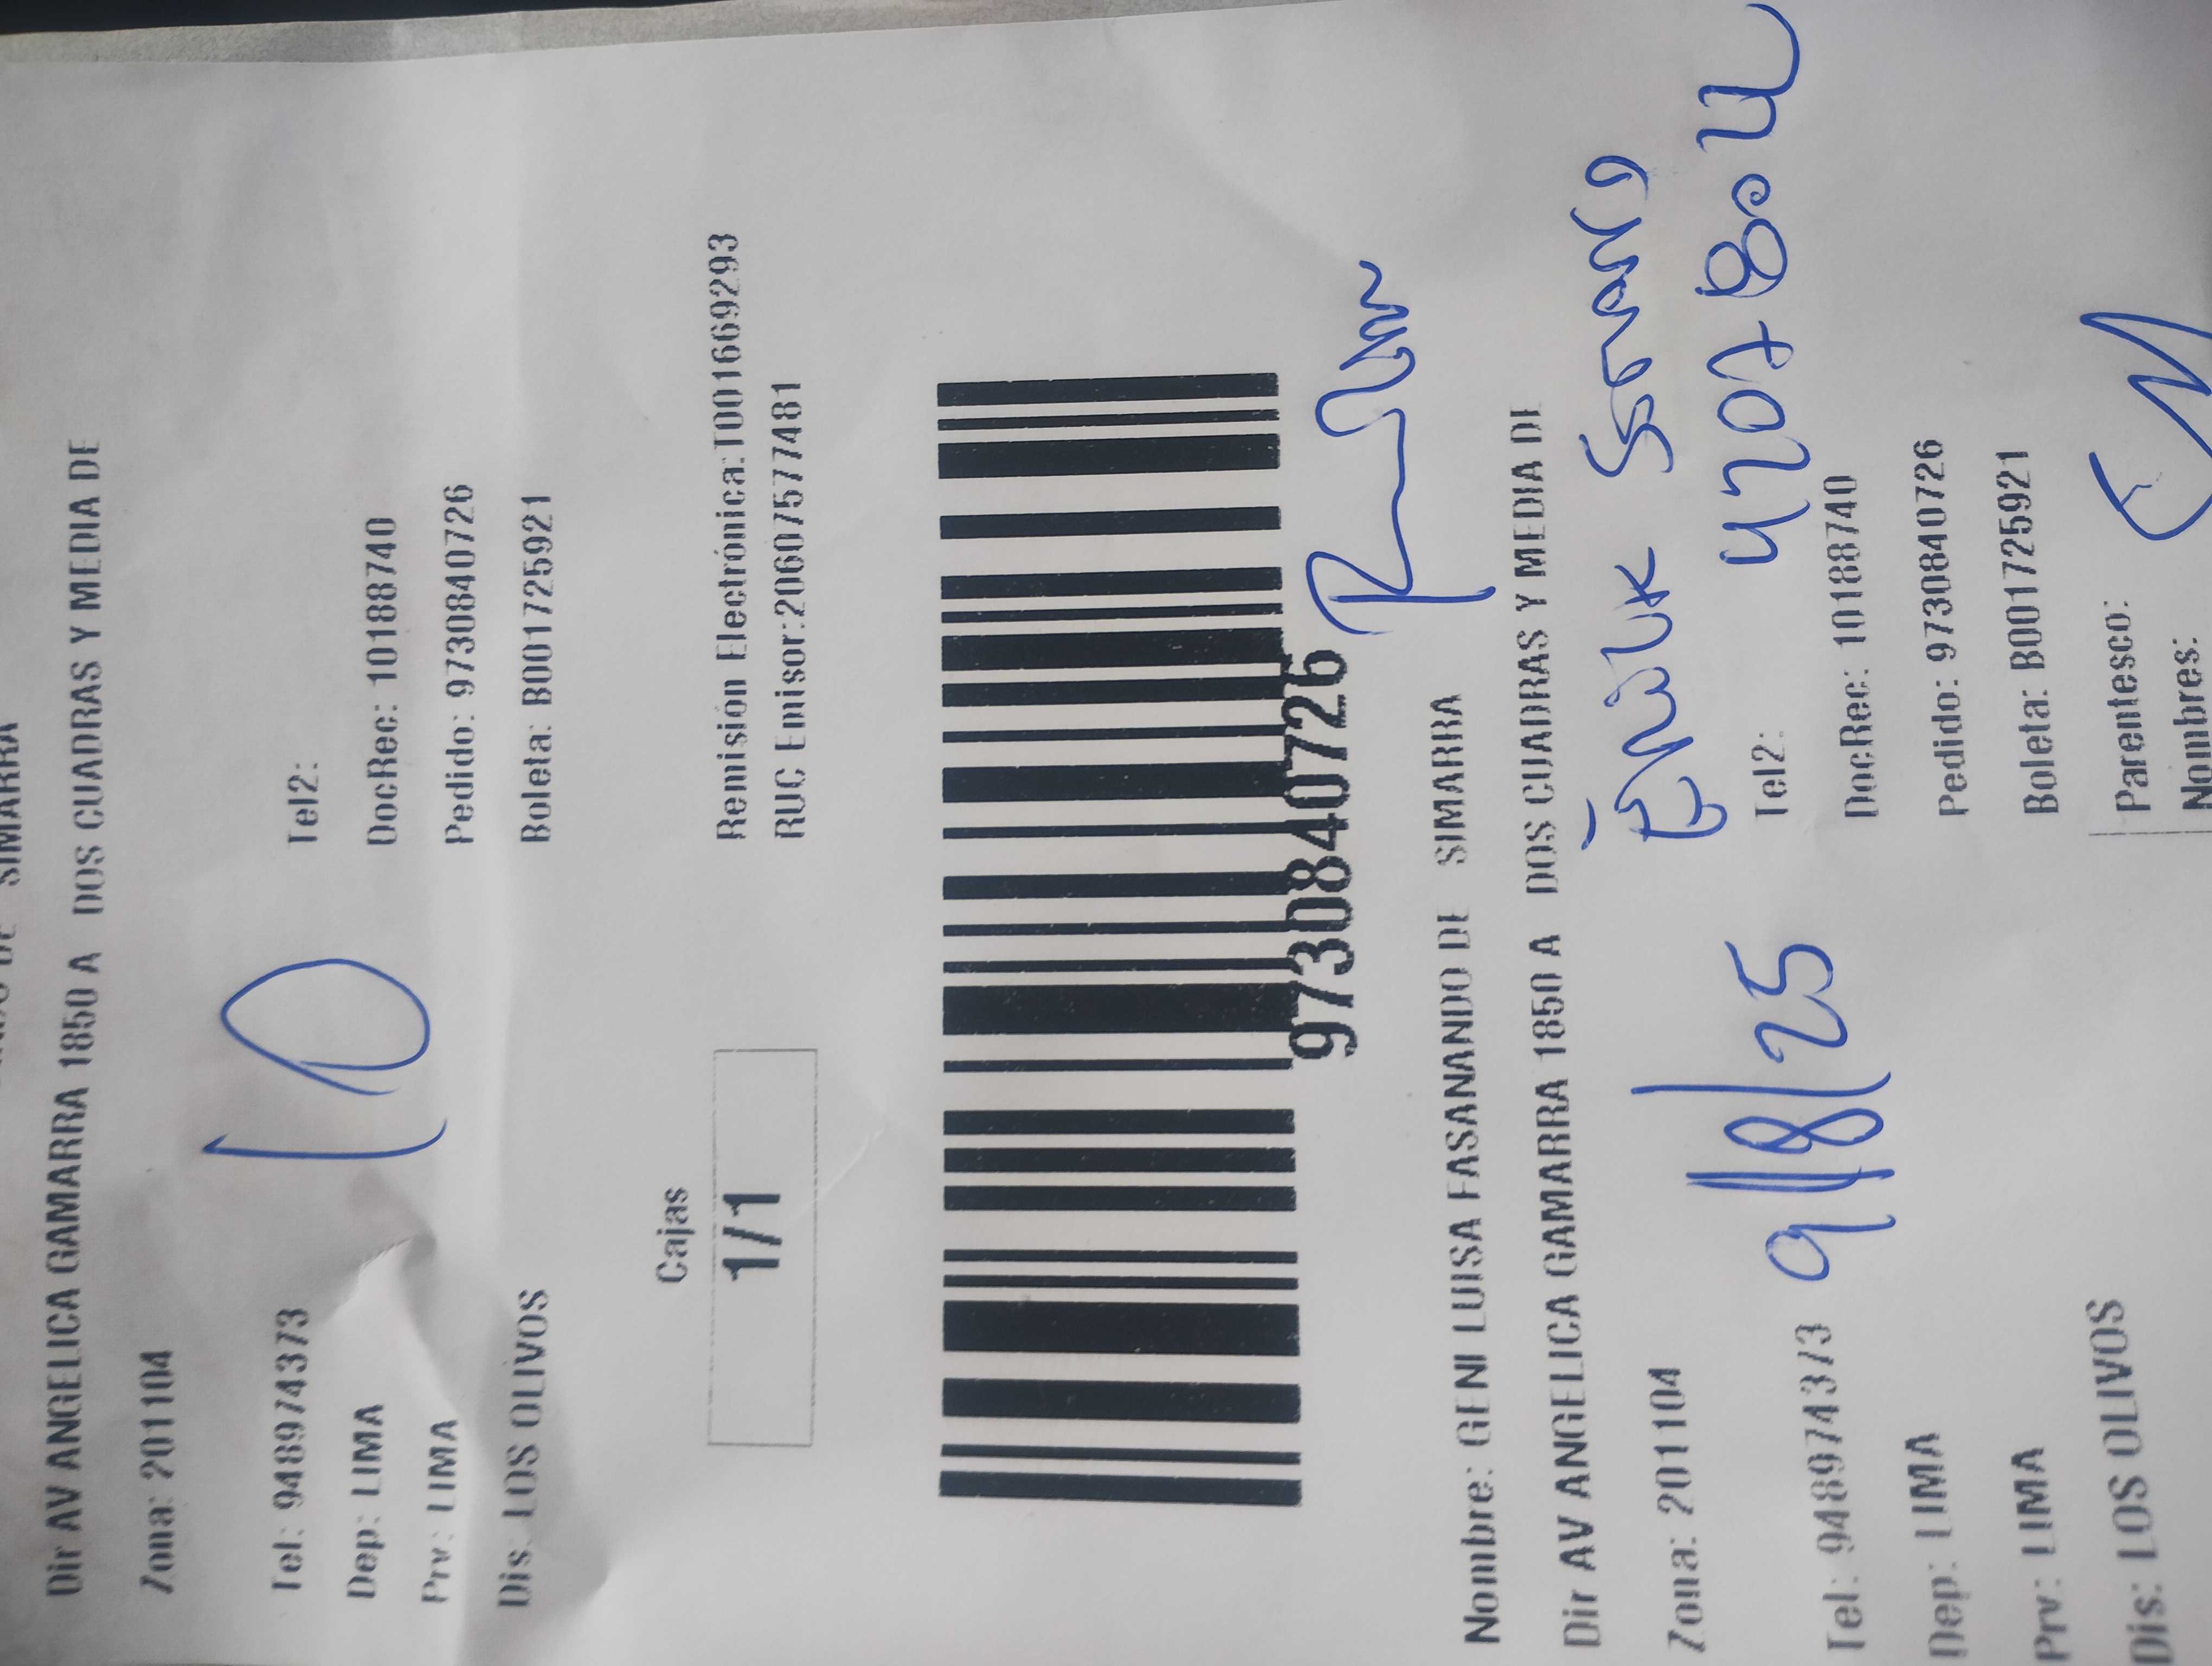 SIMARRA
Dir AV ANGELICA GAMARRA 1850 A DOS CUADRAS Y MEDIA DE
Zona: 201104
10
Tel: 948974373 Tel2:
Dep: LIMA DocRec: 10188740
Prv: LIMA Pedido: 97308407​26
Dis: LOS OLIVOS Boleta: B001725921
Cajas
1/1
Remisión Electrónica:T001669293
RUC Emisor:20607577481
9730840726
Nombre: GENI LUISA FASANANDO DE SIMARRA
Dir AV ANGELICA GAMARRA 1850 A DOS CUADRAS Y MEDIA DE
Zona: 201104
9/8/25
Tel: 948974373 Tel2:
Dep: LIMA DocRec: 10188740
Prv: LIMA Pedido: 9730840726
Dis: LOS OLIVOS Boleta: B001725921
Parentesco:
Nombres: